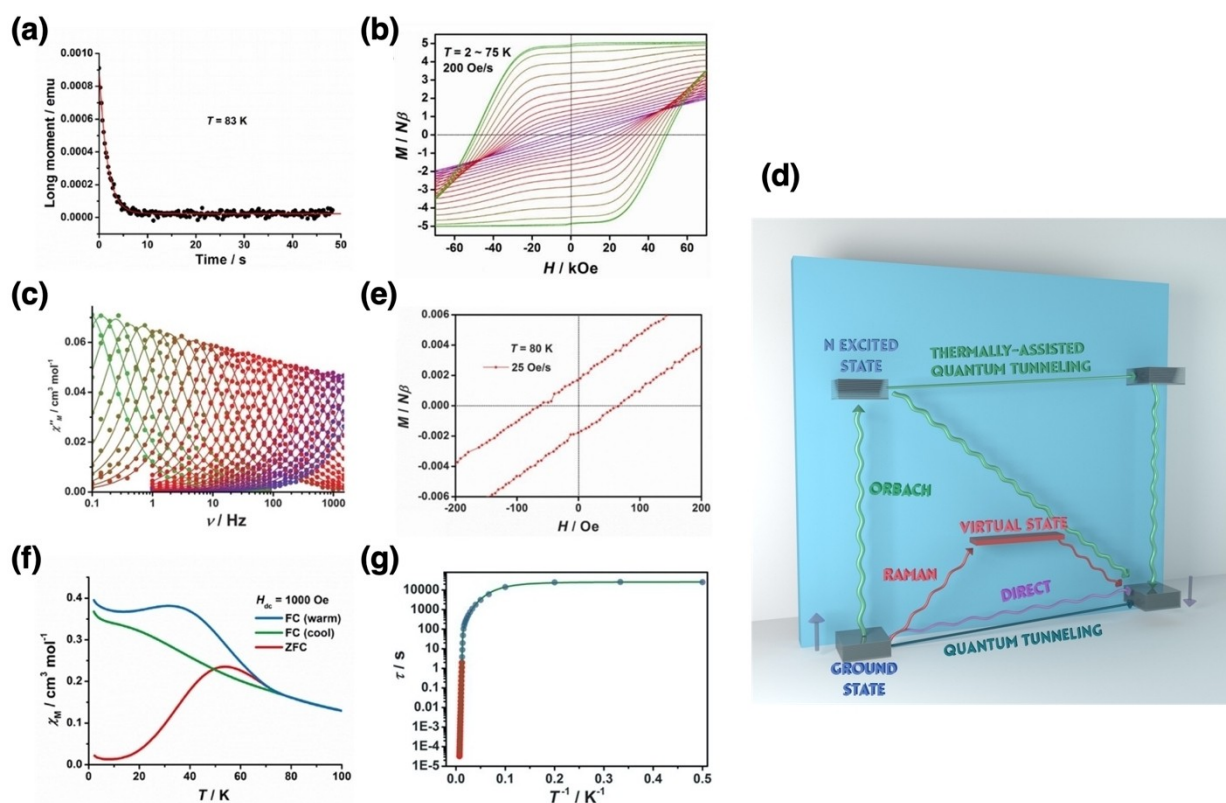 (a)
0.0010
0.0008
0.0006
0.0004
0.0002
0.0000
Long moment / emu
T = 83 K
0 10 20 30 40 50
Time / s
(b)
5
4
3
2
1
0
-1
-2
-3
-4
-5
M / Nβ
T = 2 ~ 75 K
200 Oe/s
-60 -40 -20 0 20 40 60
H / kOe
(c)
0.06
0.04
0.02
0.00
χ''M / cm³ mol⁻¹
0.1 1 10 100 1000
ν / Hz
(e)
0.006
0.004
0.002
0.000
-0.002
-0.004
-0.006
M / Nβ
T = 80 K
25 Oe/s
-200 -100 0 100 200
H / Oe
(d)
N EXCITED
STATE
THERMALLY-ASSISTED
QUANTUM TUNNELING
ORBACH
VIRTUAL STATE
RAMAN
DIRECT
QUANTUM TUNNELING
GROUND
STATE
(f)
0.4
0.3
0.2
0.1
0.0
χM / cm³ mol⁻¹
Hdc = 1000 Oe
FC (warm)
FC (cool)
ZFC
0 20 40 60 80 100
T / K
(g)
10000
1000
100
10
1
0.1
0.01
1E-3
1E-4
1E-5
τ / s
0.0 0.1 0.2 0.3 0.4 0.5
T⁻¹ / K⁻¹